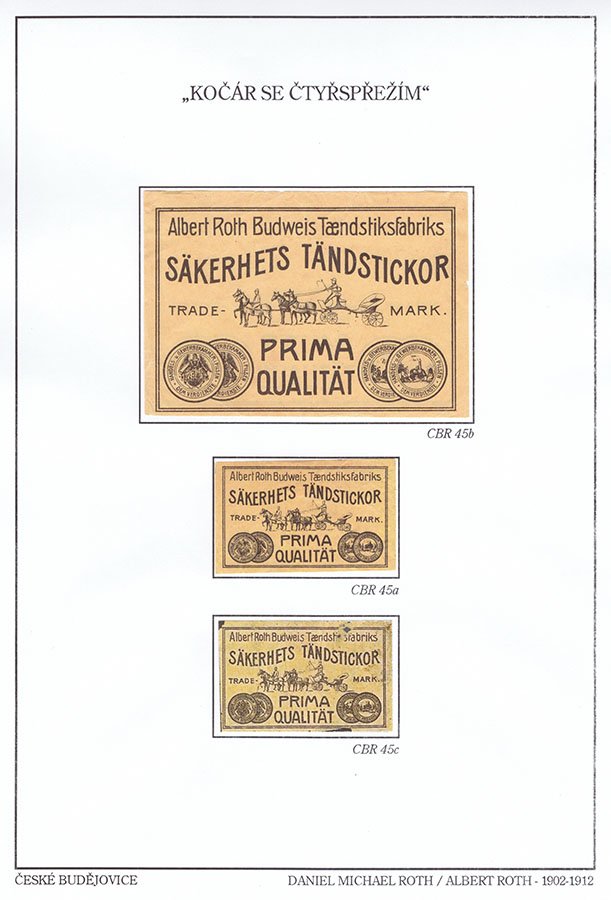 „KOČÁR SE ČTYŘSPŘEŽÍM“
Albert Roth Budweis Tændstiksfabriks
SÄKERHETS TÄNDSTICKOR
TRADE- MARK.
PRIMA
QUALITÄT
CBR 45b
Albert Roth Budweis Tændstiksfabriks
SÄKERHETS TÄNDSTICKOR
TRADE- MARK.
PRIMA
QUALITÄT
CBR 45a
Albert Roth Budweis Tændstiksfabriks
SÄKERHETS TÄNDSTICKOR
TRADE- MARK.
PRIMA
QUALITÄT
CBR 45c
ČESKÉ BUDĚJOVICE DANIEL MICHAEL ROTH / ALBERT ROTH - 1902-1912